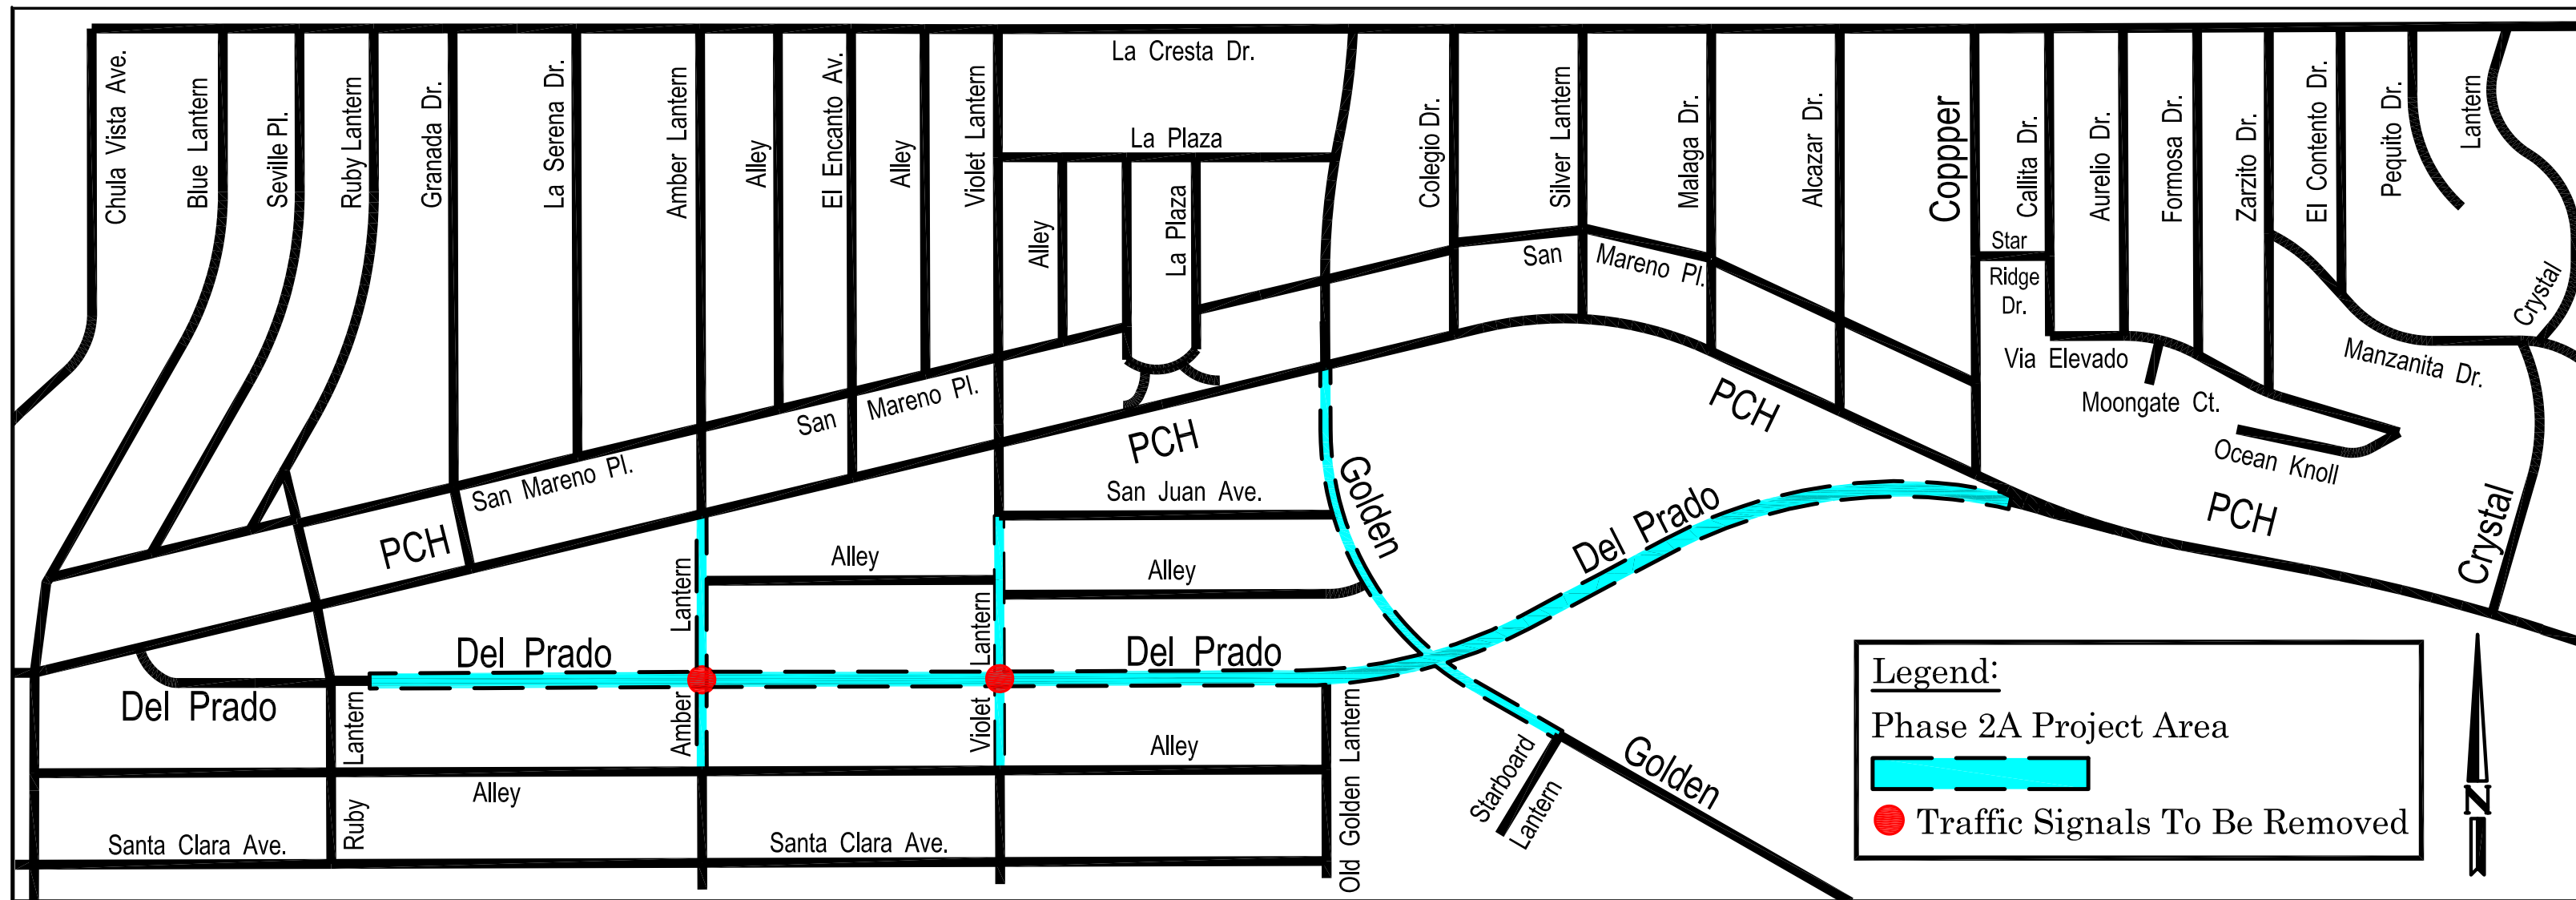 La Cresta Dr.
Chula Vista Ave.
Blue Lantern
Seville Pl.
Ruby Lantern
Granada Dr.
La Serena Dr.
Amber Lantern
Alley
El Encanto Av.
Alley
Violet Lantern
La Plaza
Alley
La Plaza
Colegio Dr.
Silver Lantern
Malaga Dr.
Alcazar Dr.
Coppper
Callita Dr.
Aurelio Dr.
Formosa Dr.
Zarzito Dr.
El Contento Dr.
Pequito Dr.
Lantern
Crystal
Star
Ridge
Dr.
San Mareno Pl.
Via Elevado
Manzanita Dr.
Moongate Ct.
Ocean Knoll
San Mareno Pl.
San Mareno Pl.
PCH
PCH
PCH
PCH
Crystal
San Juan Ave.
Golden
Del Prado
Alley
Alley
Lantern
Lantern
Del Prado
Del Prado
Del Prado
Lantern
Amber
Violet
Alley
Old Golden Lantern
Starboard
Lantern
Golden
Ruby
Alley
Santa Clara Ave.
Santa Clara Ave.
Legend:
Phase 2A Project Area
Traffic Signals To Be Removed
N